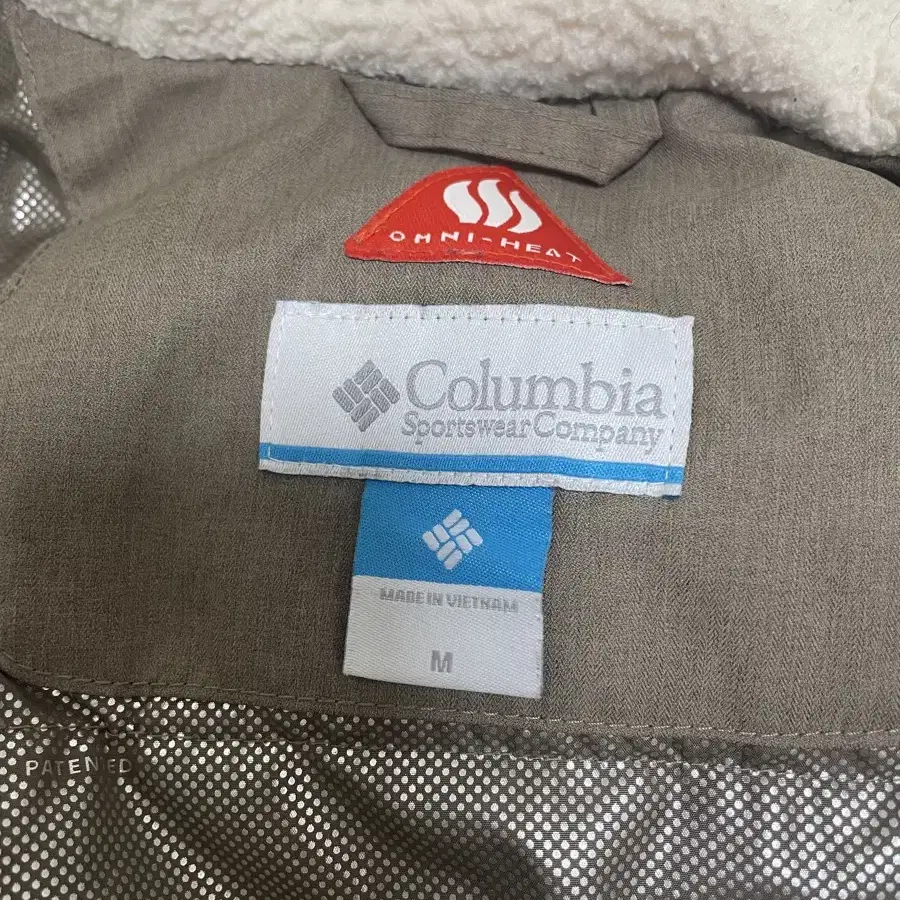 OMNI-HEAT
Columbia
Sportswear Company
MADE IN VIETNAM
M
PATENTED